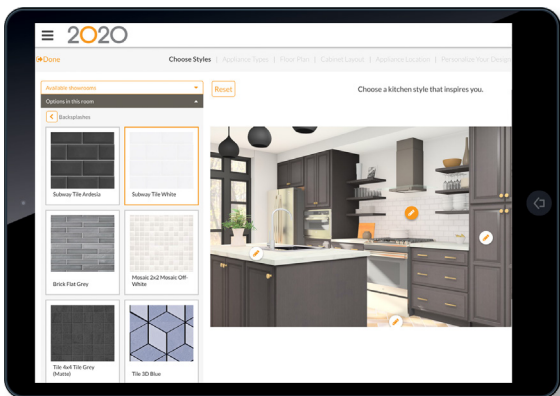 2020
Done
Choose Styles | Appliance Types | Floor Plan | Cabinet Layout | Appliance Location | Personalize Your Design
Available showrooms
Options in this room
Backsplashes
Reset
Choose a kitchen style that inspires you.
Subway Tile Ardesia
Subway Tile White
Brick Flat Grey
Mosaic 2x2 Mosaic Off-
White
Tile 4x4 Tile Grey
(Matte)
Tile 3D Blue